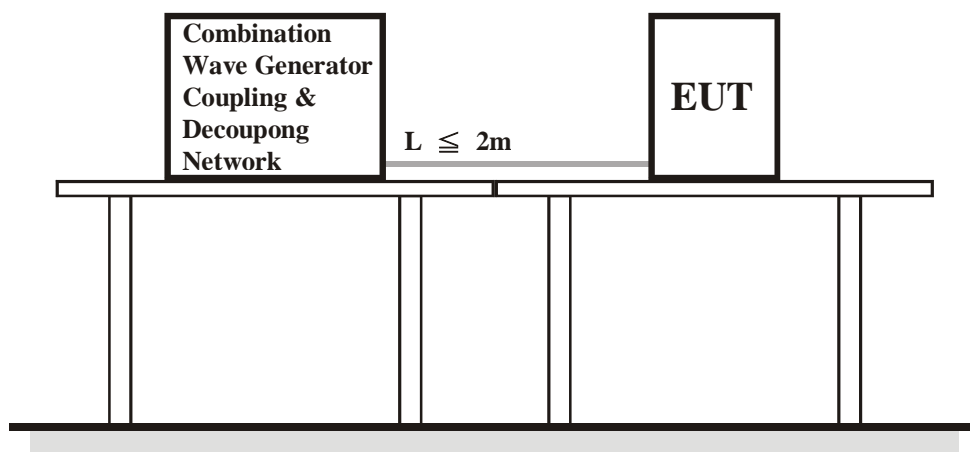 Combination
Wave Generator
Coupling &
Decoupong
Network
L ≦ 2m
EUT